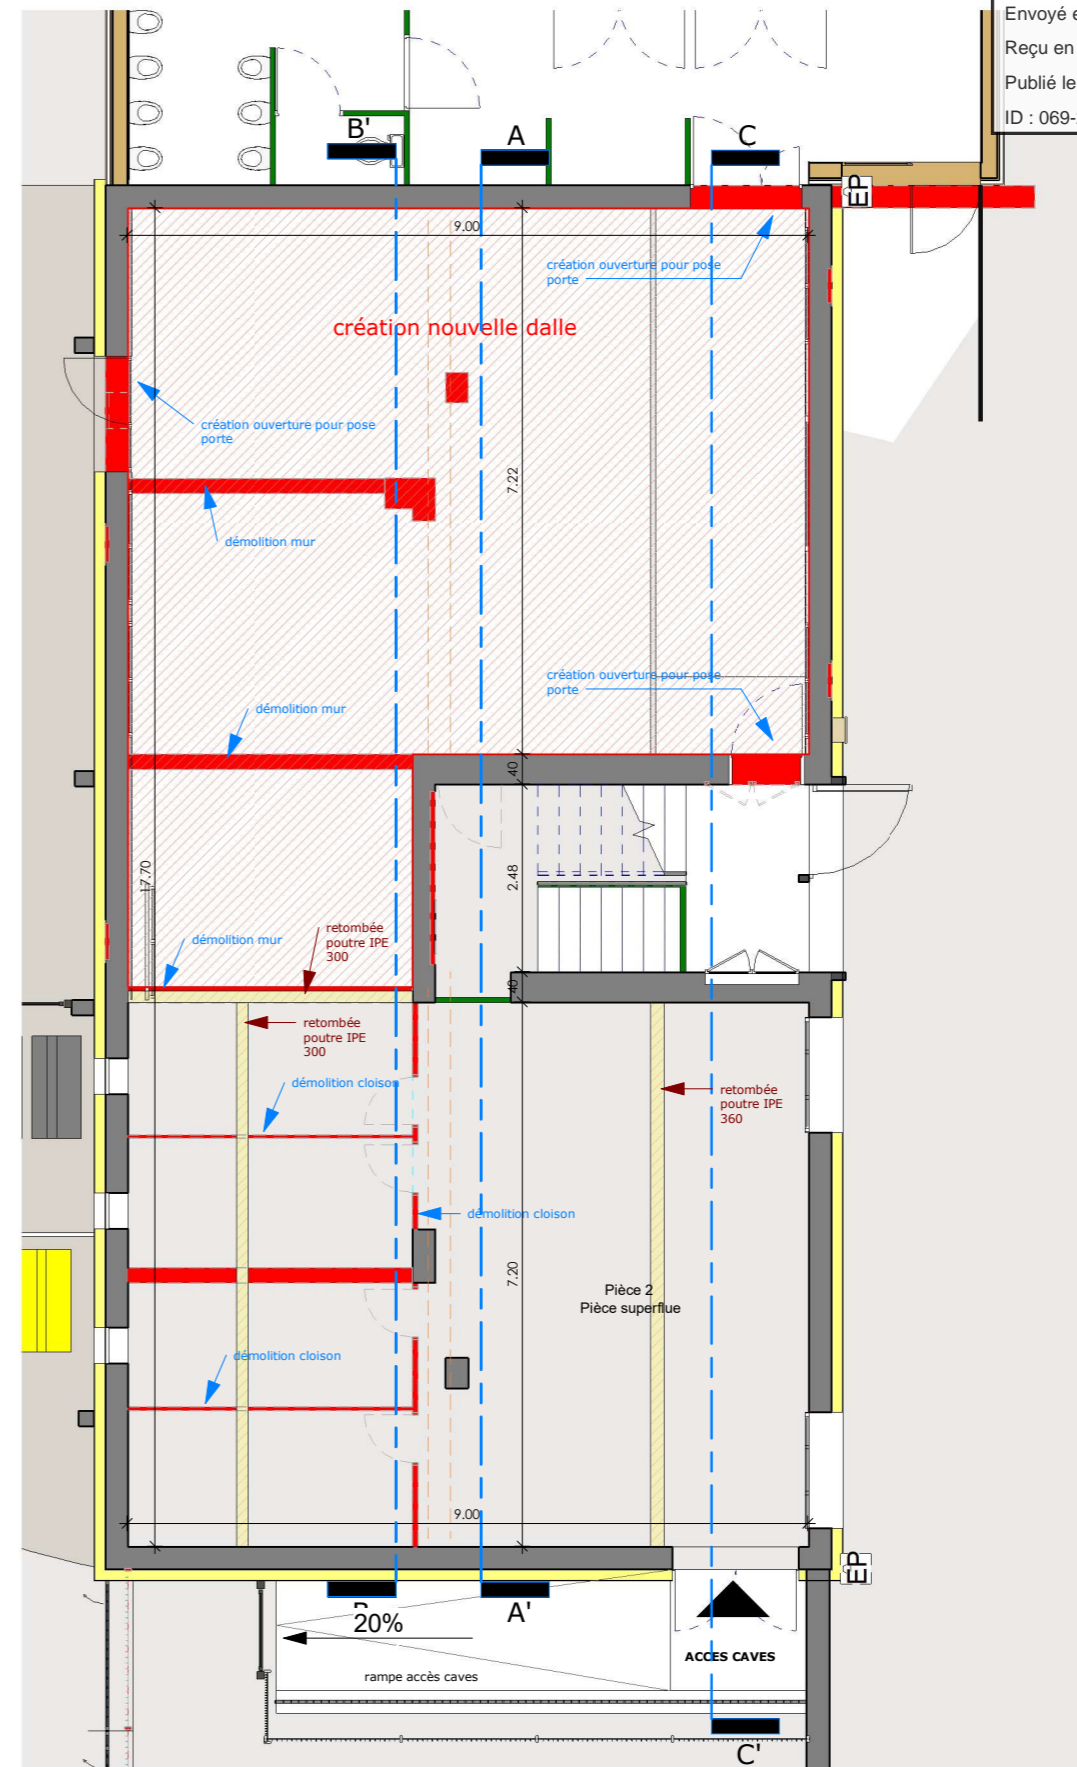 Envoyé e
Reçu en
Publié le
ID : 069-
B'
A
C
EP
9.00
création ouverture pour pose
porte
création nouvelle dalle
création ouverture pour pose
porte
7.22
démolition mur
création ouverture pour pose
porte
démolition mur
40
2.48
17.70
démolition mur
retombée
poutre IPE
300
40
retombée
poutre IPE
300
démolition cloison
retombée
poutre IPE
360
démolition cloison
7.20
Pièce 2
Pièce superflue
démolition cloison
9.00
EP
B
A'
20%
ACCES CAVES
rampe accès caves
C'